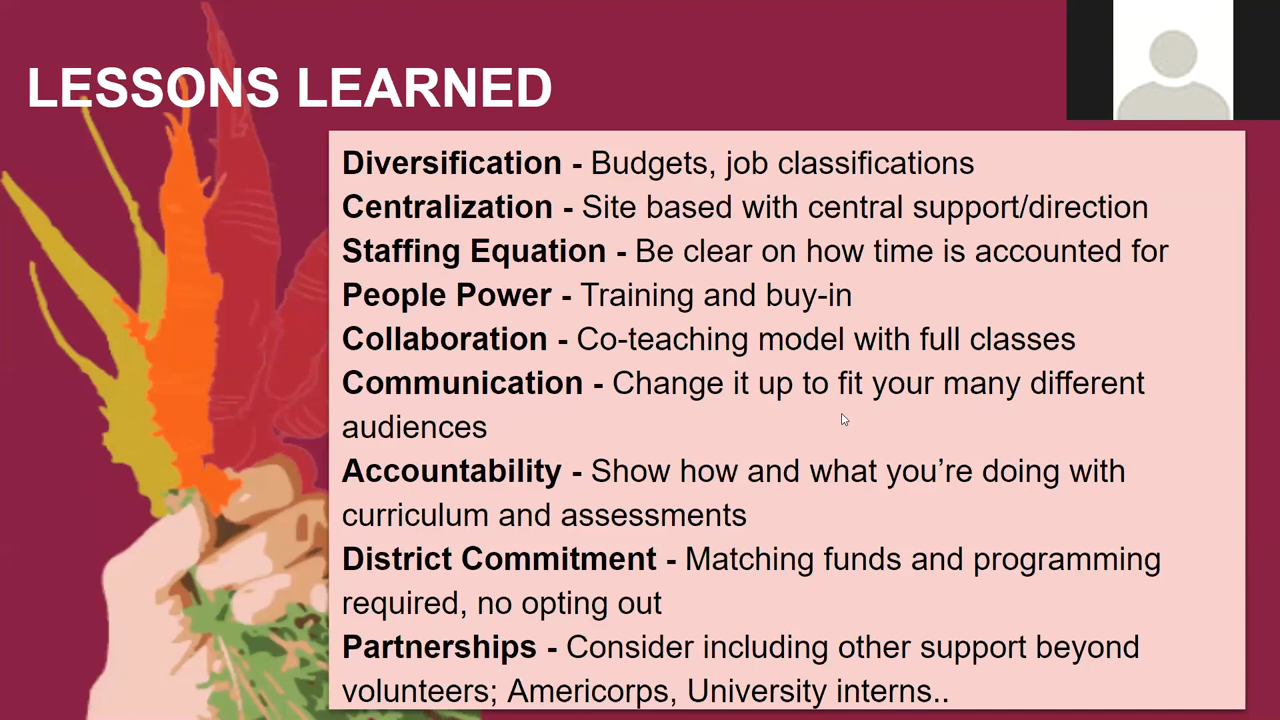 LESSONS LEARNED
Diversification - Budgets, job classifications
Centralization - Site based with central support/direction
Staffing Equation - Be clear on how time is accounted for
People Power - Training and buy-in
Collaboration - Co-teaching model with full classes
Communication - Change it up to fit your many different
audiences
Accountability - Show how and what you’re doing with
curriculum and assessments
District Commitment - Matching funds and programming
required, no opting out
Partnerships - Consider including other support beyond
volunteers; Americorps, University interns..